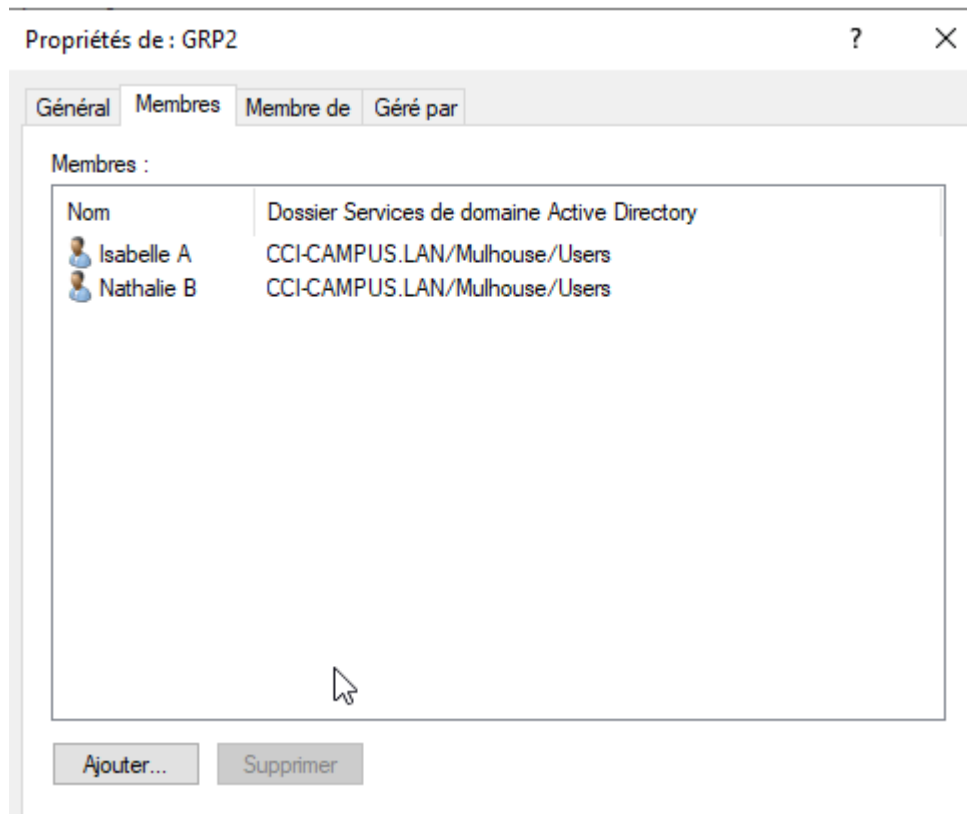 Propriétés de : GRP2 ? X
Général Membres Membre de Géré par
Membres :
Nom Dossier Services de domaine Active Directory
Isabelle A CCI-CAMPUS.LAN/Mulhouse/Users
Nathalie B CCI-CAMPUS.LAN/Mulhouse/Users
Ajouter... Supprimer